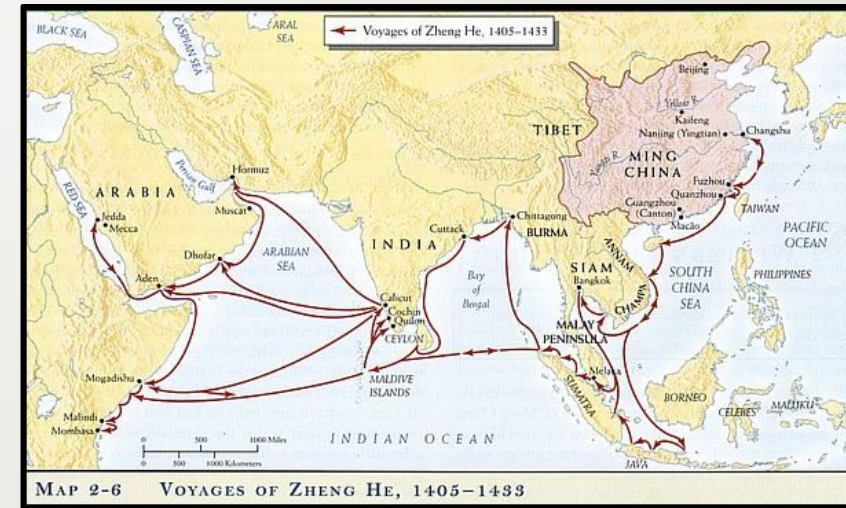 Voyages of Zheng He, 1405–1433
BLACK SEA
CASPIAN SEA
ARAL
SEA
Beijing
Yellow R.
Kaifeng
TIBET
Nanjing (Yingtian)
Changshu
MING
CHINA
Hormuz
Persian Gulf
RED SEA
ARABIA
Fuzhou
Quanzhou
Guangzhou
(Canton)
Macão
TAIWAN
Jedda
Mecca
Muscat
Chittagong
Cuttack
BURMA
INDIA
PACIFIC
OCEAN
Dhofar
ARABIAN
SEA
ANNAM
SIAM
Bangkok
SOUTH
CHINA
SEA
PHILIPPINES
Aden
Bay
of
Bengal
CHAMPA
Calicut
Cochin
Quilon
CEYLON
MALAY
PENINSULA
Mogadishu
MALDIVE
ISLANDS
Melaka
SUMATRA
BORNEO
CELEBES
MALUKU
Malindi
Mombasa
0 500 1000 Miles
0 500 1000 Kilometers
INDIAN OCEAN
JAVA
MAP 2-6 VOYAGES OF ZHENG HE, 1405–1433